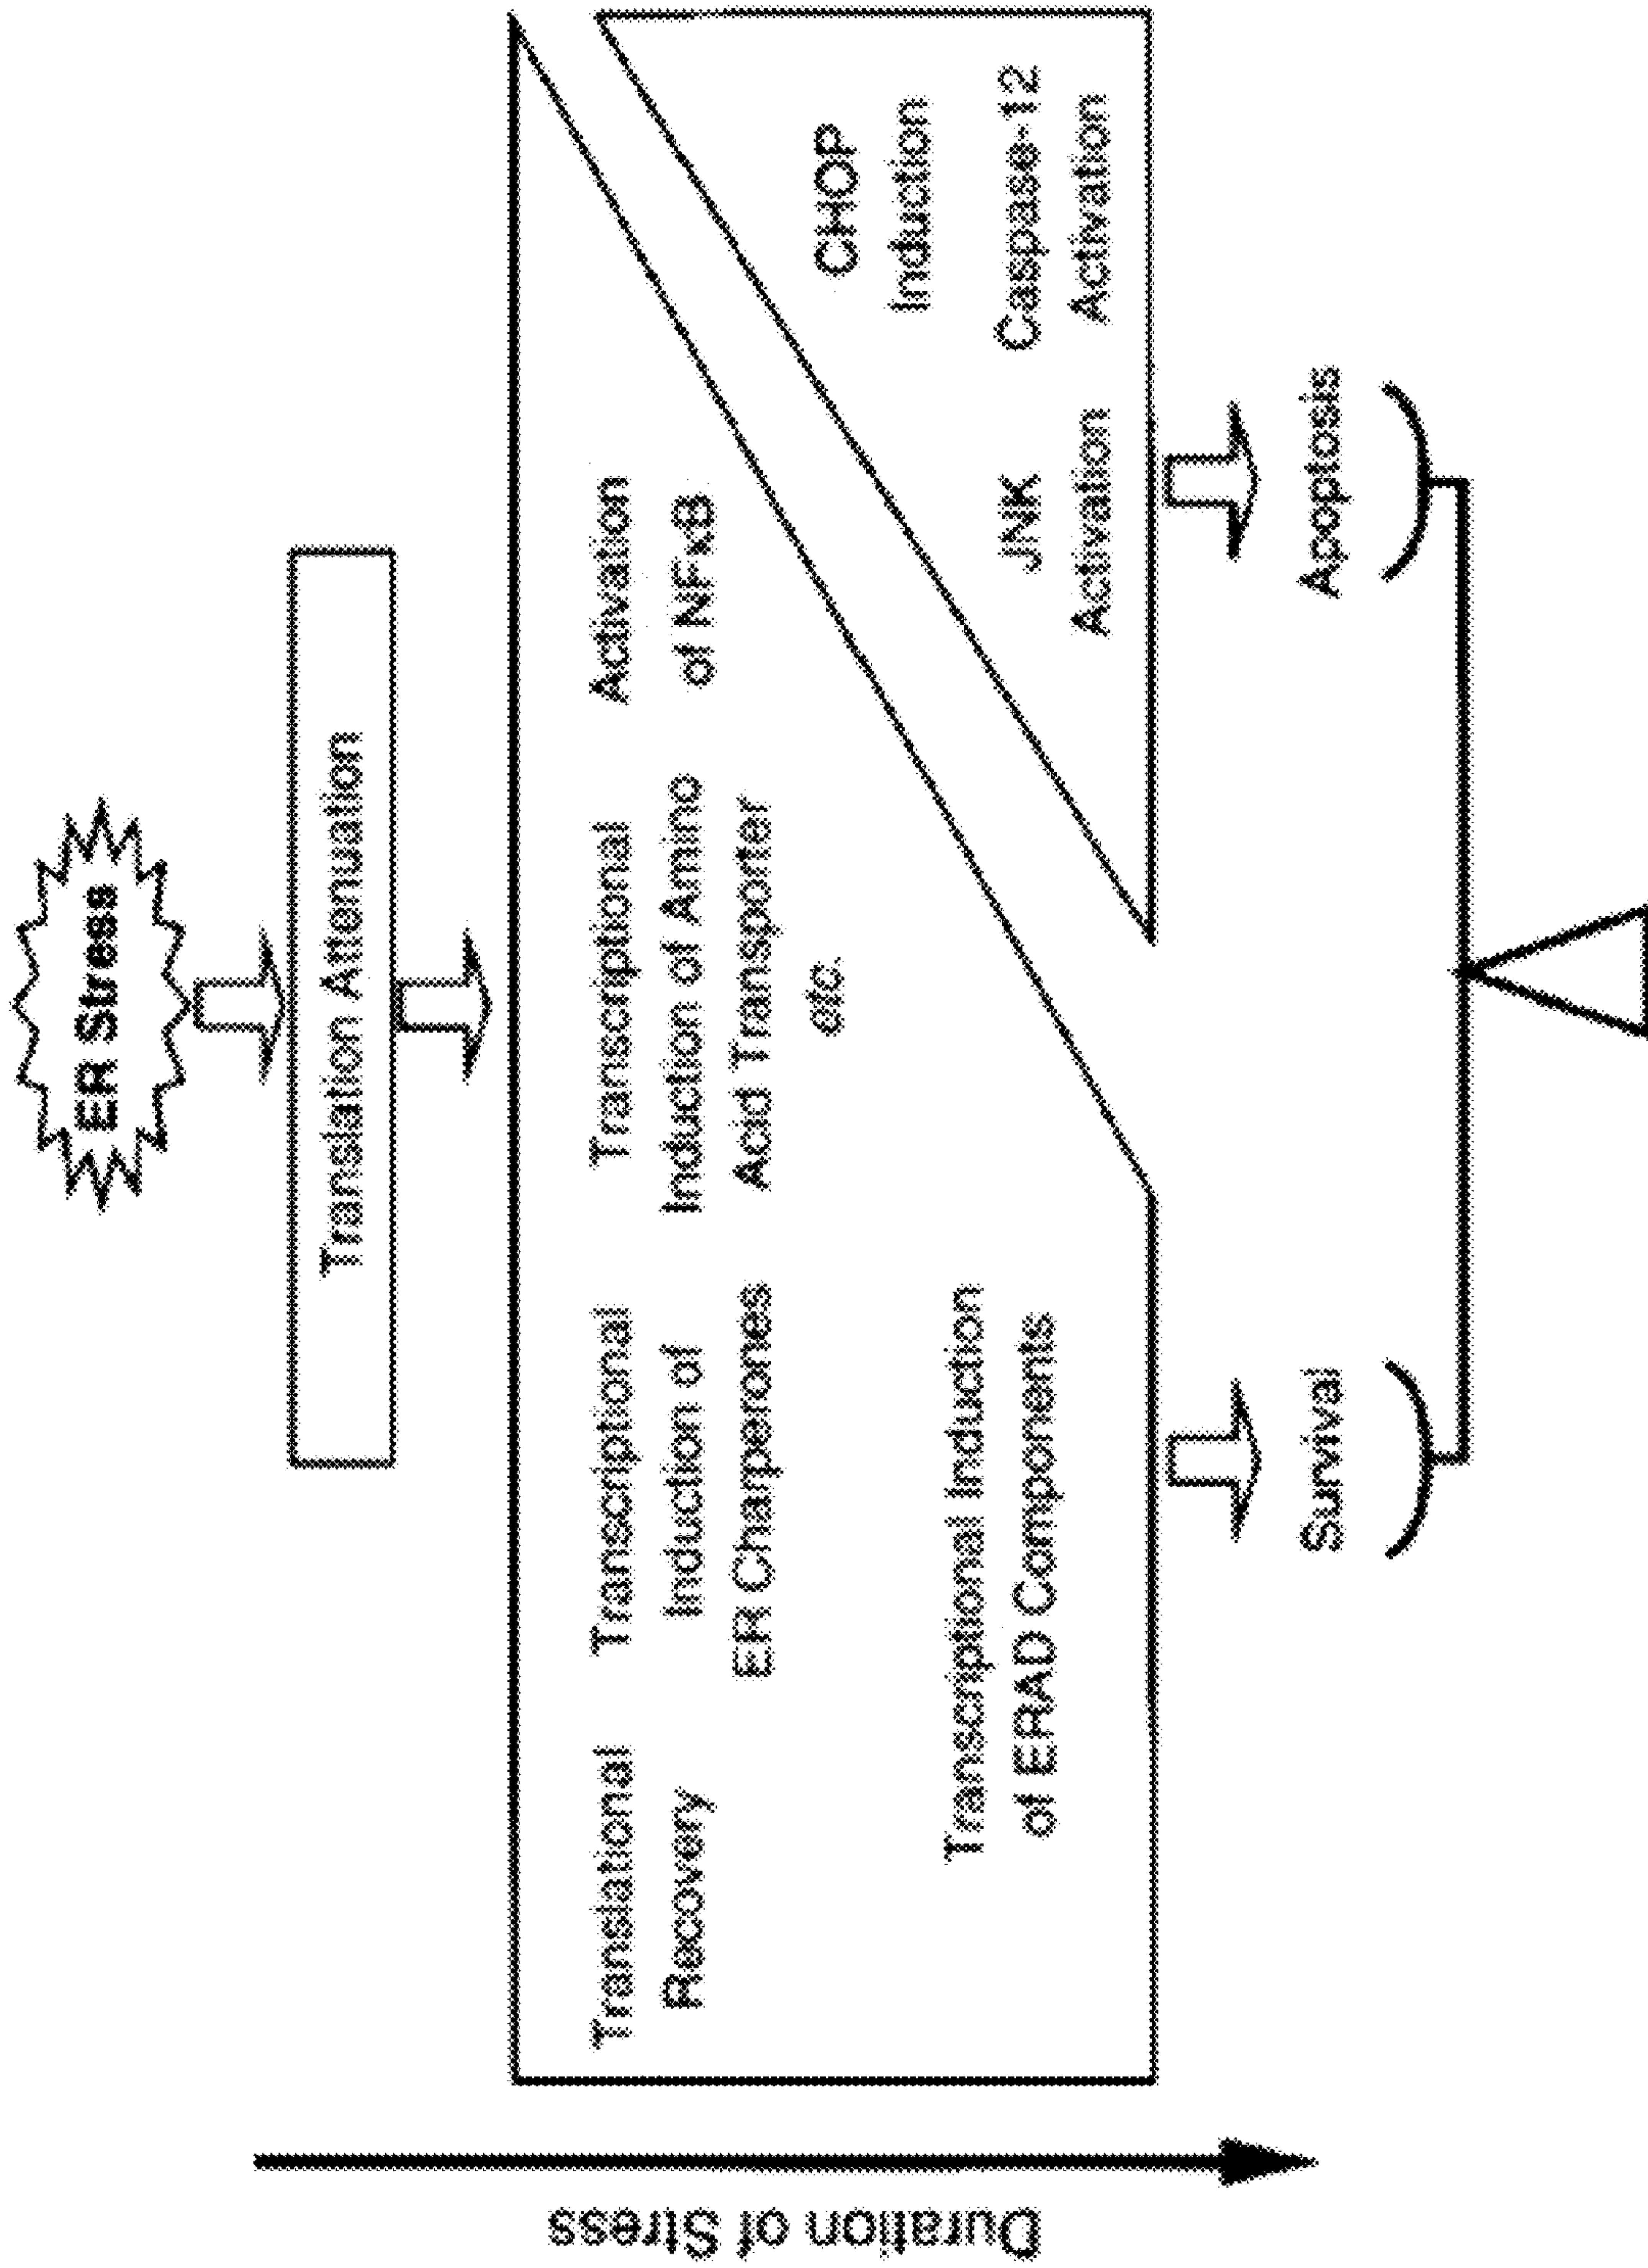 ER Stress
Translation Attenuation
Translational
Recovery
Transcriptional
Induction of
ER Charperones
Transcriptional
Induction of Amino
Acid Transporter
etc.
Activation
of NFκB
Transcriptional Induction
of ERAD Components
CHOP
Induction
JNK
Activation
Caspase-12
Activation
Survival
Apoptosis
Duration of Stress